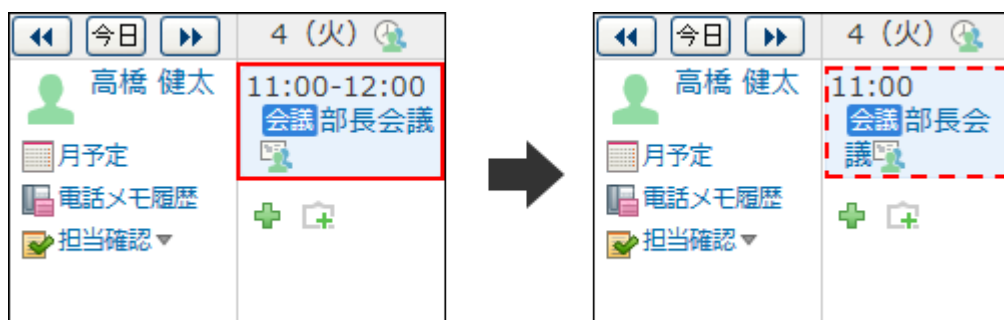 今日
4 (火)
高橋 健太
11:00-12:00
会議 部長会議
月予定
電話メモ履歴
担当確認
今日
4 (火)
高橋 健太
11:00
会議 部長会
議
月予定
電話メモ履歴
担当確認